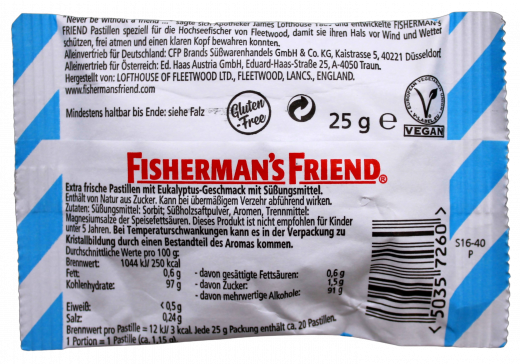 "Never be without a friend ..." sagte sich Apotheker James Lofthouse und entwickelte FISHERMAN'S
FRIEND Pastillen speziell für die Hochseefischer von Fleetwood, damit sie ihren Hals vor Wind und Wetter
schützen, frei atmen und einen klaren Kopf bewahren konnten.
Alleinvertrieb für Deutschland: CFP Brands Süßwarenhandels GmbH & Co. KG, Kaistrasse 5, 40221 Düsseldorf
Alleinvertrieb für Österreich: Ed. Haas Austria GmbH, Eduard-Haas-Straße 25, A-4050 Traun.
Hergestellt von: LOFTHOUSE OF FLEETWOOD LTD., FLEETWOOD, LANCS., ENGLAND.
www.fishermansfriend.com
Mindestens haltbar bis Ende: siehe Falz
Gluten
-Free
25 g e
EUROPEAN VEGETARIAN
VEGAN
FISHERMAN'S FRIEND®
Extra frische Pastillen mit Eukalyptus-Geschmack mit Süßungsmittel.
Enthält von Natur aus Zucker. Kann bei übermäßigem Verzehr abführend wirken.
Zutaten: Süßungsmittel: Sorbit; Süßholzsaftpulver, Aromen, Trennmittel:
Magnesiumsalze der Speisefettsäuren. Dieses Produkt ist nicht empfohlen für Kinder
unter 5 Jahren. Bei Temperaturschwankungen kann es in der Verpackung zu
Kristallbildung durch einen Bestandteil des Aromas kommen.
Durchschnittliche Werte pro 100 g:
Brennwert: 1044 kJ/ 250 kcal
Fett: 0,6 g - davon gesättigte Fettsäuren: 0,6 g
Kohlenhydrate: 97 g - davon Zucker: 1,5 g
- davon mehrwertige Alkohole: 91 g
Eiweiß: < 0,5 g
Salz: 0,24 g
Brennwert pro Pastille = 12 kJ/ 3 kcal. Jede 25 g Packung enthält ca. 20 Pastillen.
1 Portion = 1 Pastille (ca. 1,15 g).
< 5035 7260 >
S16-40
P